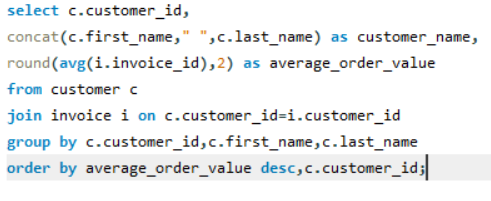 select c.customer_id,
concat(c.first_name," ",c.last_name) as customer_name,
round(avg(i.invoice_id),2) as average_order_value
from customer c
join invoice i on c.customer_id=i.customer_id
group by c.customer_id,c.first_name,c.last_name
order by average_order_value desc,c.customer_id;